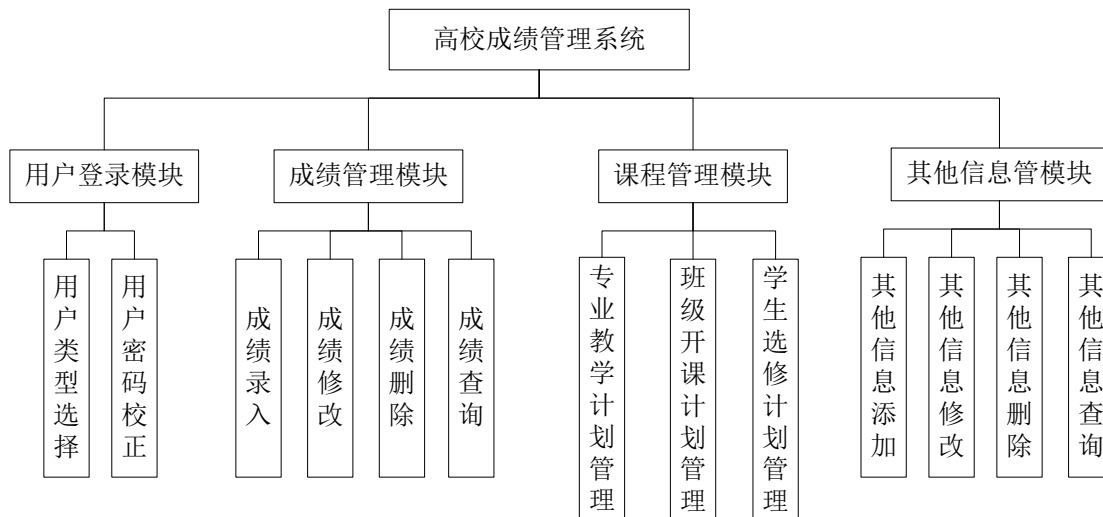 高校成绩管理系统
用户登录模块
成绩管理模块
课程管理模块
其他信息管模块
用户类型选择
用户密码校正
成绩录入
成绩修改
成绩删除
成绩查询
专业教学计划管理
班级开课计划管理
学生选修计划管理
其他信息添加
其他信息修改
其他信息删除
其他信息查询